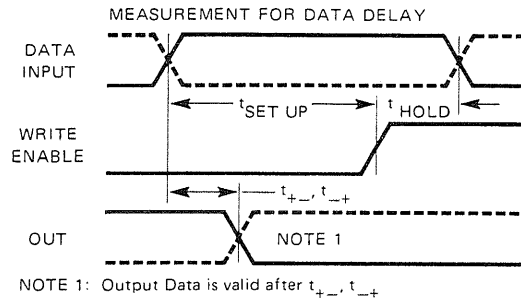 MEASUREMENT FOR DATA DELAY
DATA
INPUT
t SET UP
t HOLD
WRITE
ENABLE
t+-, t-+
OUT
NOTE 1
NOTE 1: Output Data is valid after t+-, t-+